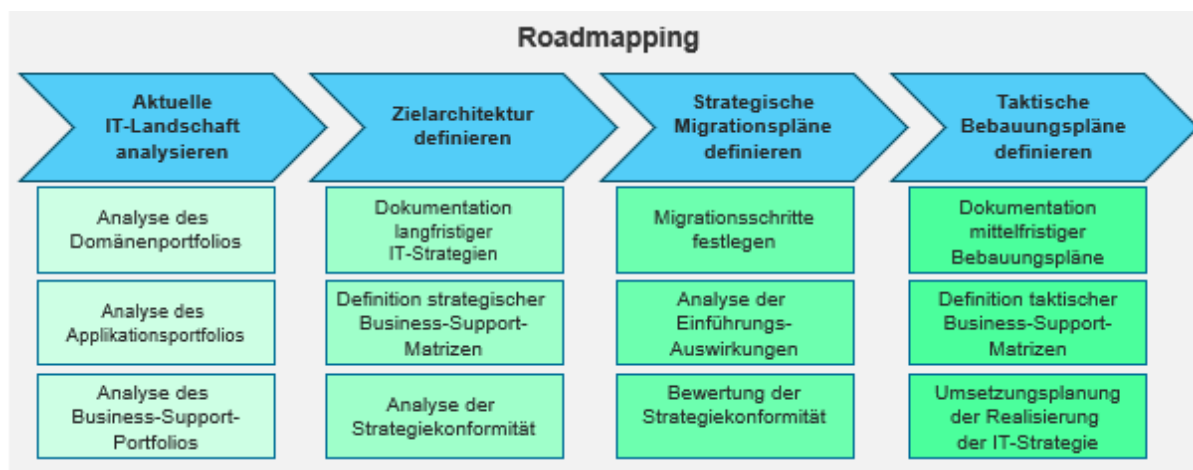 Roadmapping
Aktuelle
IT-Landschaft
analysieren
Zielarchitektur
definieren
Strategische
Migrationspläne
definieren
Taktische
Bebauungspläne
definieren
Analyse des
Domänenportfolios
Dokumentation
langfristiger
IT-Strategien
Migrationsschritte
festlegen
Dokumentation
mittelfristiger
Bebauungspläne
Analyse des
Applikationsportfolios
Definition strategischer
Business-Support-
Matrizen
Analyse der
Einführungs-
Auswirkungen
Definition taktischer
Business-Support-
Matrizen
Analyse des
Business-Support-
Portfolios
Analyse der
Strategiekonformität
Bewertung der
Strategiekonformität
Umsetzungsplanung
der Realisierung
der IT-Strategie